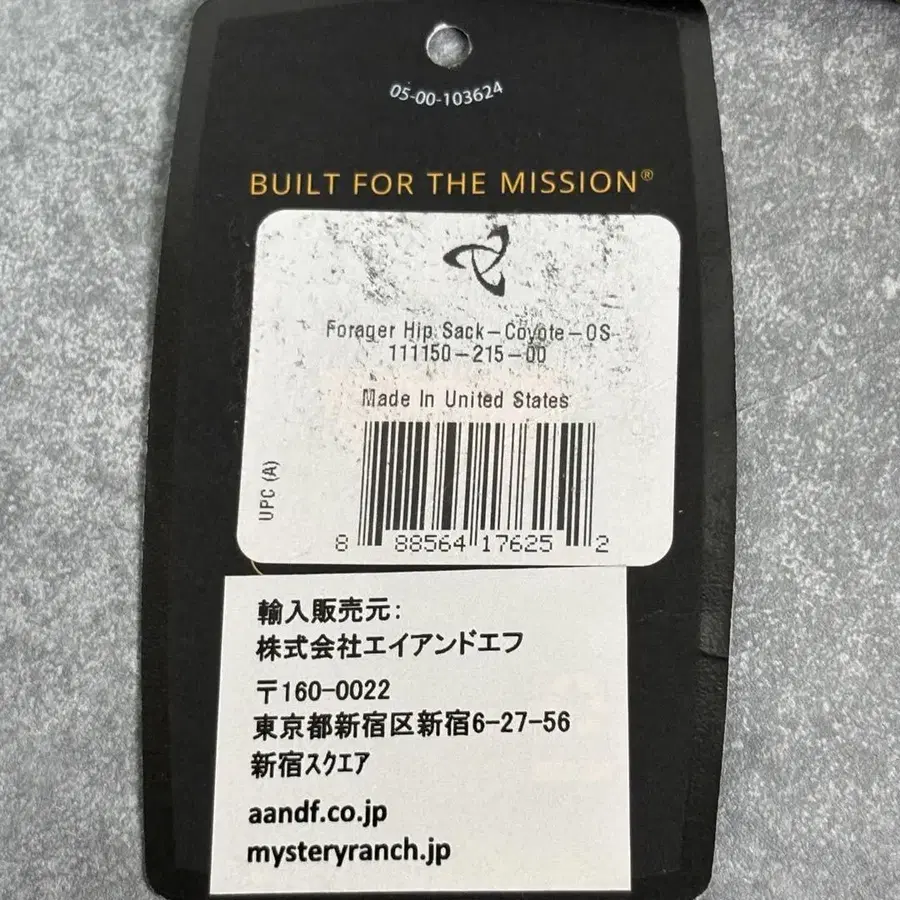 05-00-103624
BUILT FOR THE MISSION®
Forager Hip Sack-Coyote-OS
111150-215-00
Made In United States
UPC (A)
8 88564 17625 2
輸入販売元:
株式会社エイアンドエフ
〒160-0022
東京都新宿区新宿6-27-56
新宿スクエア
aandf.co.jp
mysteryranch.jp